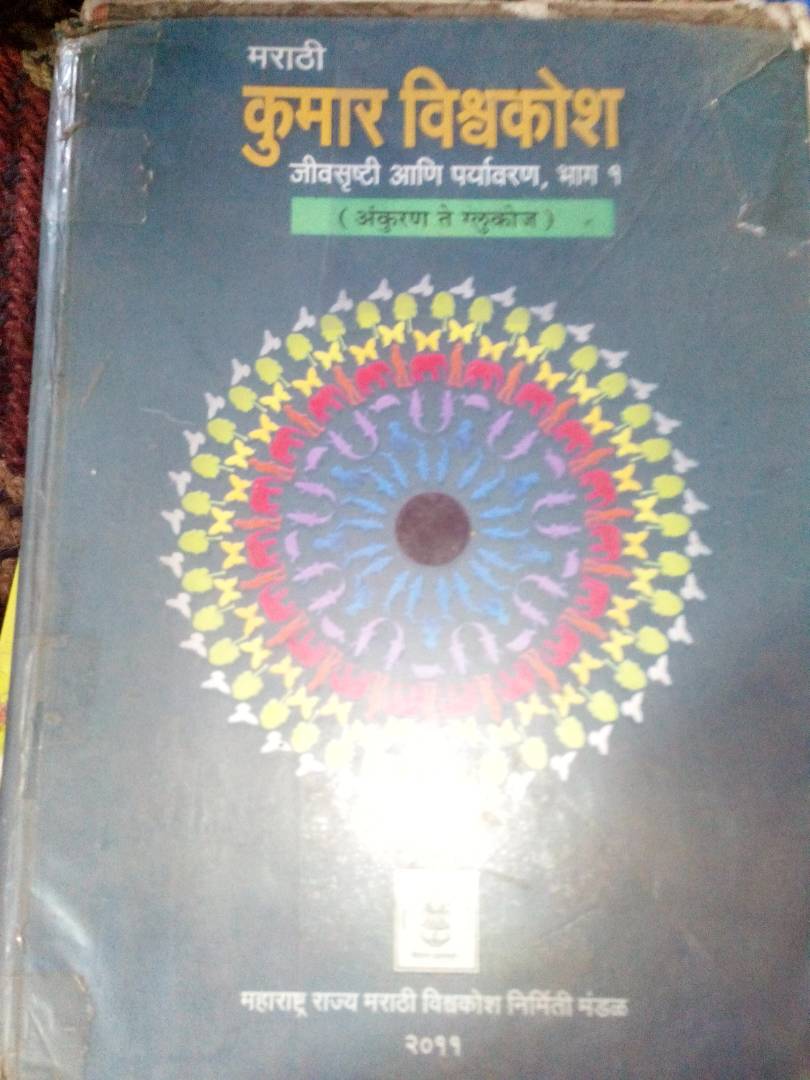 मराठी
कुमार विश्वकोश
जीवसृष्टी आणि पर्यावरण, भाग १
(अंकुरण ते ग्लुकोज)
महाराष्ट्र राज्य मराठी विश्वकोश निर्मिती मंडळ
२०११